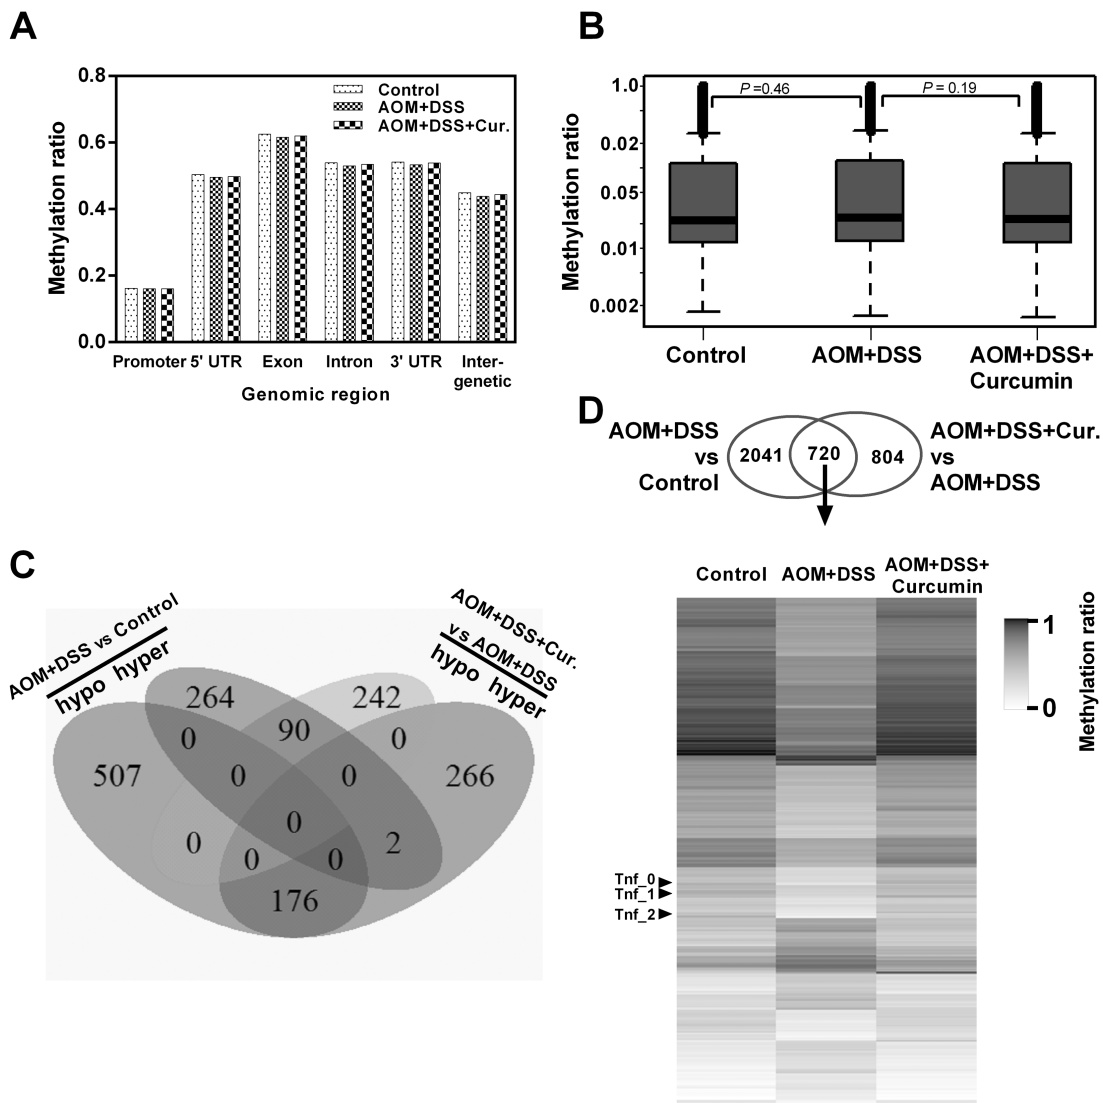 A
0.8
0.6
0.4
0.2
0.0
Methylation ratio
Control
AOM+DSS
AOM+DSS+Cur.
Promoter 5' UTR Exon Intron 3' UTR Inter-
genetic
Genomic region
B
1.0
0.02
0.05
0.01
0.002
Methylation ratio
P =0.46
P = 0.19
Control
AOM+DSS
AOM+DSS+
Curcumin
C
AOM+DSS vs Control
hypo hyper
AOM+DSS+Cur.
vs AOM+DSS
hypo hyper
264
242
0
90
0
507
0
0
266
0
0
0
0
2
176
D
AOM+DSS
vs
Control
2041
720
804
AOM+DSS+Cur.
vs
AOM+DSS
Control
AOM+DSS
AOM+DSS+
Curcumin
1
0
Methylation ratio
Tnf_0
Tnf_1
Tnf_2